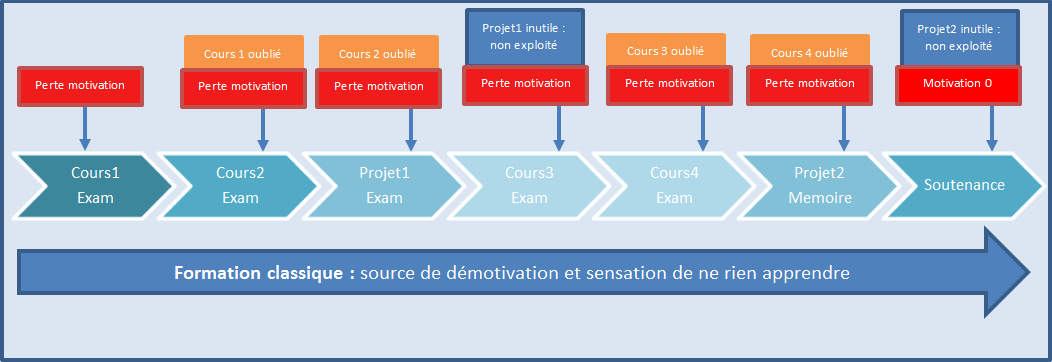 Projet1 inutile :
non exploité
Projet2 inutile :
non exploité
Cours 1 oublié
Cours 2 oublié
Cours 3 oublié
Cours 4 oublié
Perte motivation
Perte motivation
Perte motivation
Perte motivation
Perte motivation
Perte motivation
Motivation 0
Cours1
Exam
Cours2
Exam
Projet1
Exam
Cours3
Exam
Cours4
Exam
Projet2
Memoire
Soutenance
Formation classique : source de démotivation et sensation de ne rien apprendre